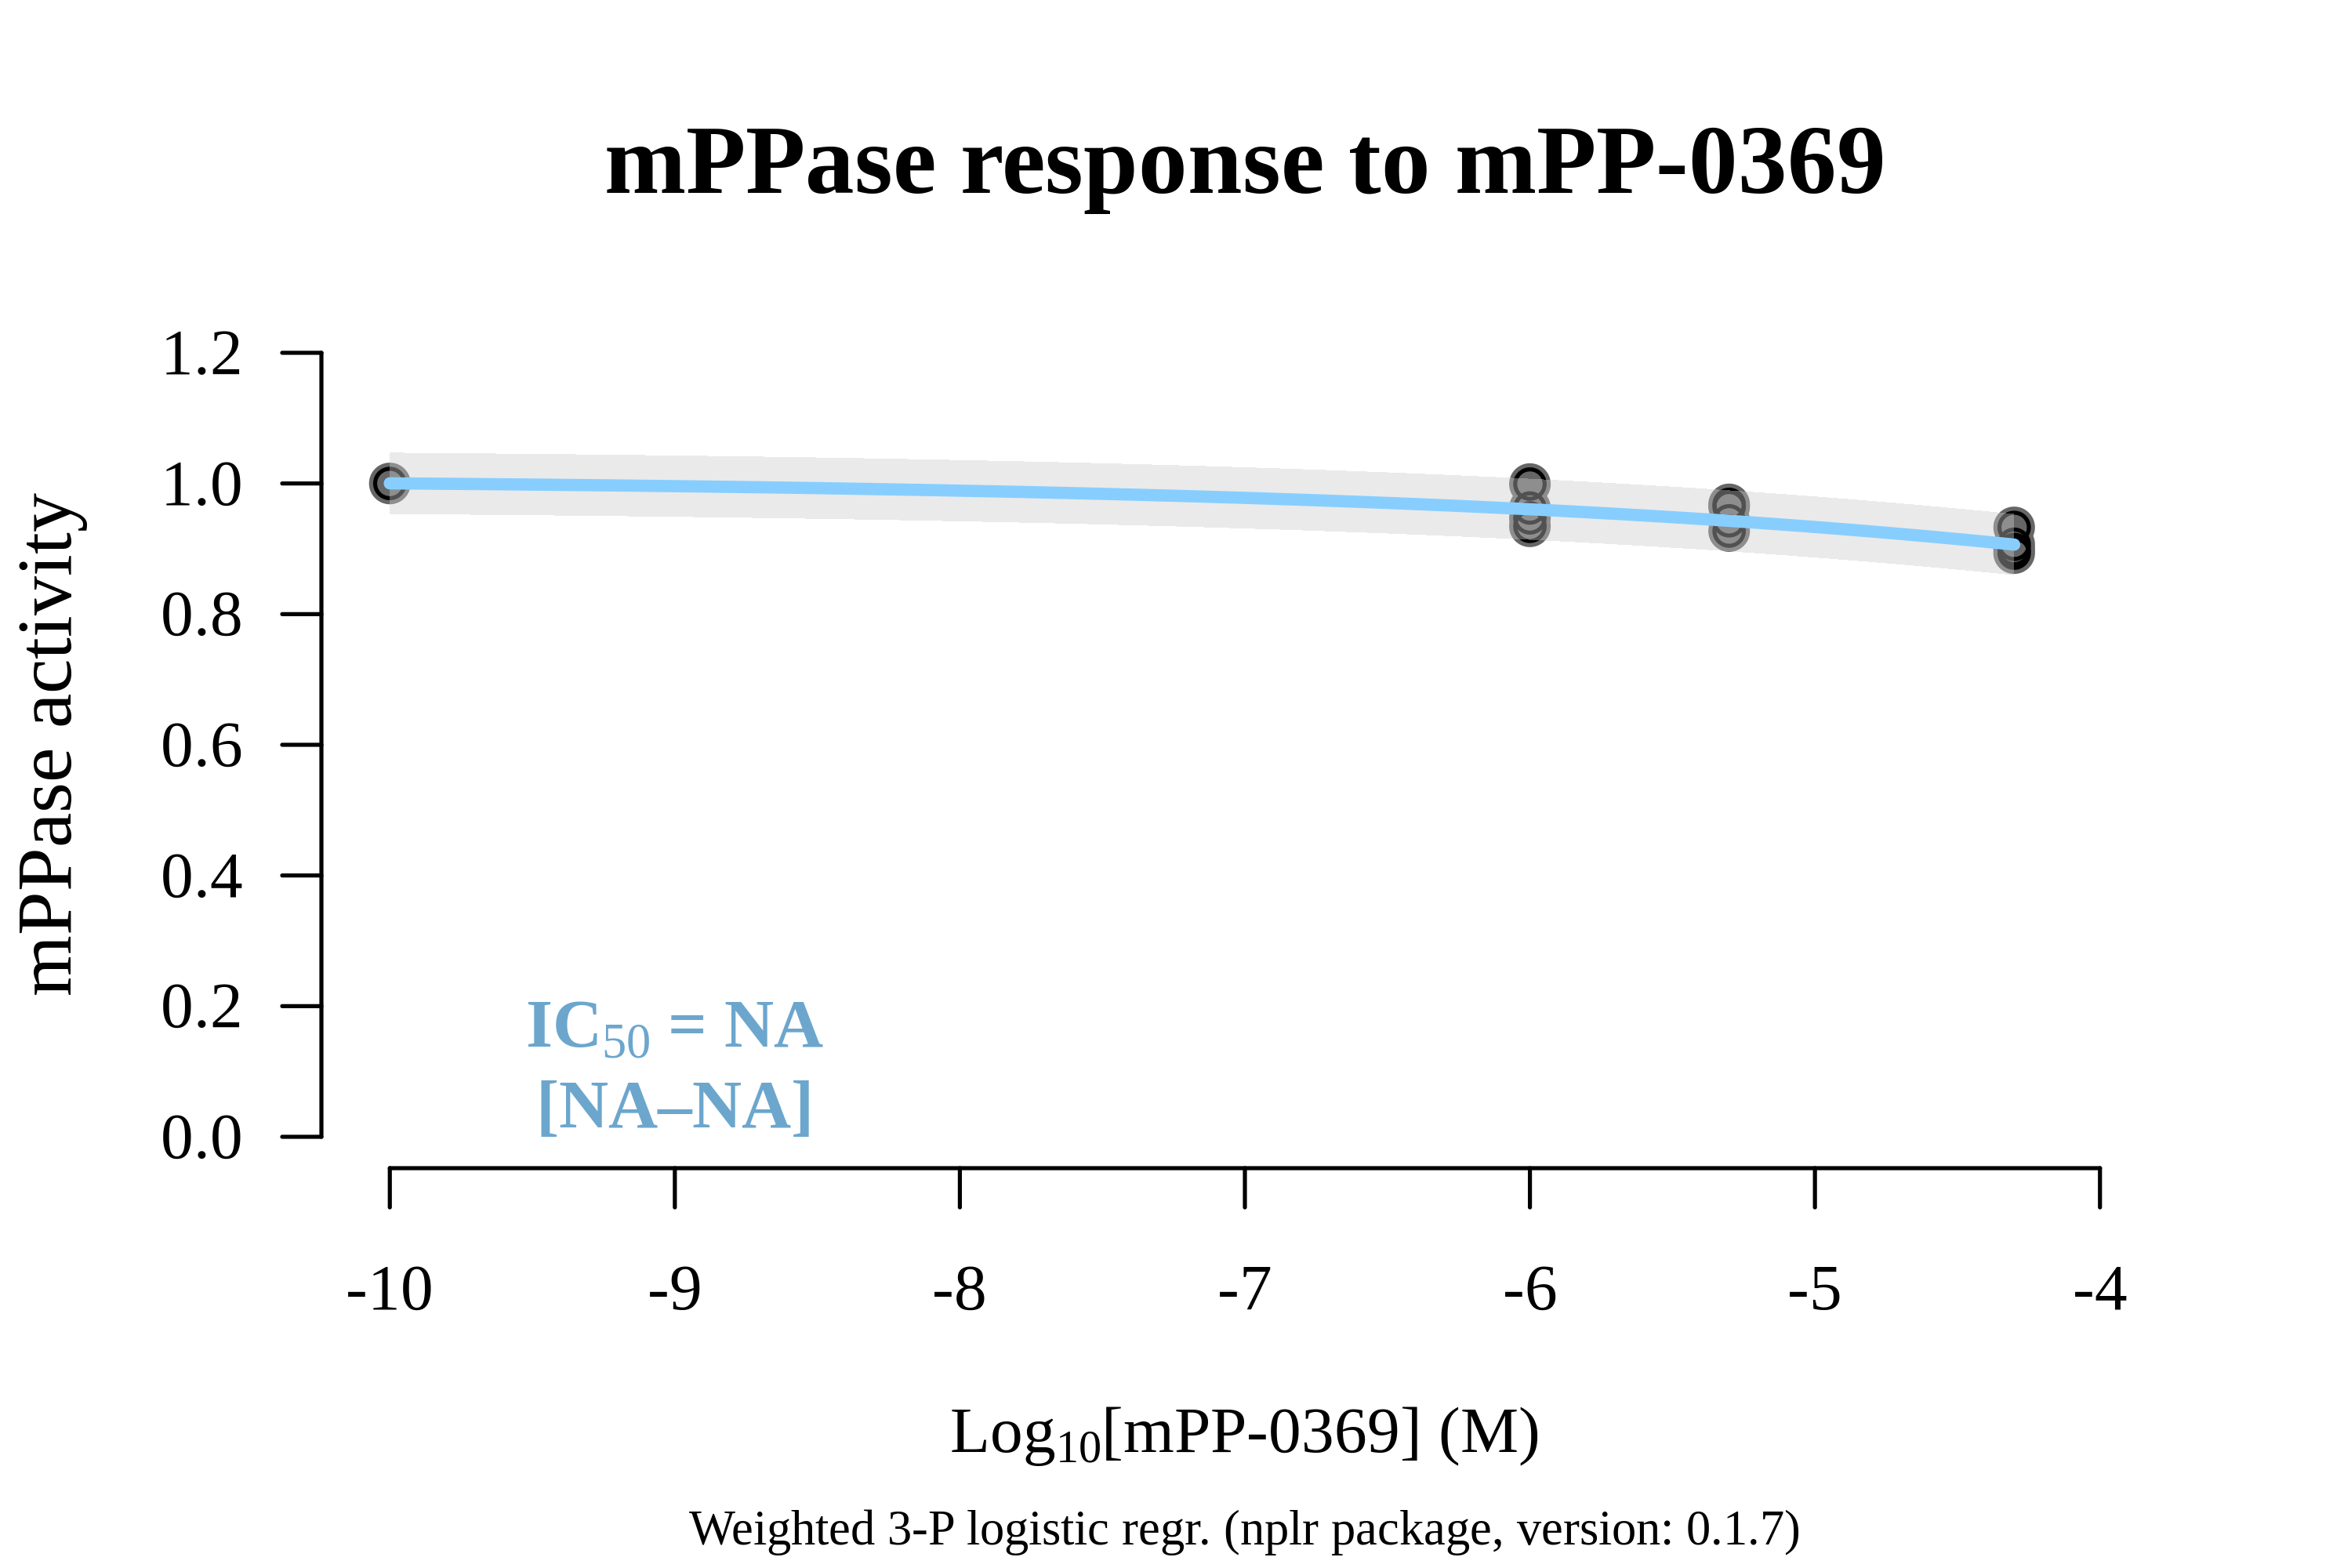 mPPase response to mPP-0369
mPPase activity
1.2
1.0
0.8
0.6
0.4
0.2
0.0
IC50 = NA
[NA–NA]
-10 -9 -8 -7 -6 -5 -4
Log10[mPP-0369] (M)
Weighted 3-P logistic regr. (nplr package, version: 0.1.7)